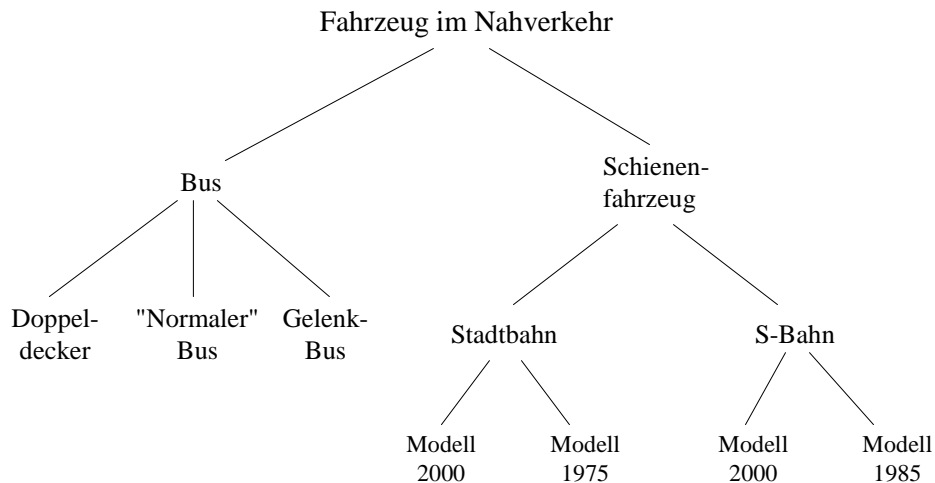 Fahrzeug im Nahverkehr
Bus
Schienen-
fahrzeug
Doppel-
decker
"Normaler"
Bus
Gelenk-
Bus
Stadtbahn
S-Bahn
Modell
2000
Modell
1975
Modell
2000
Modell
1985